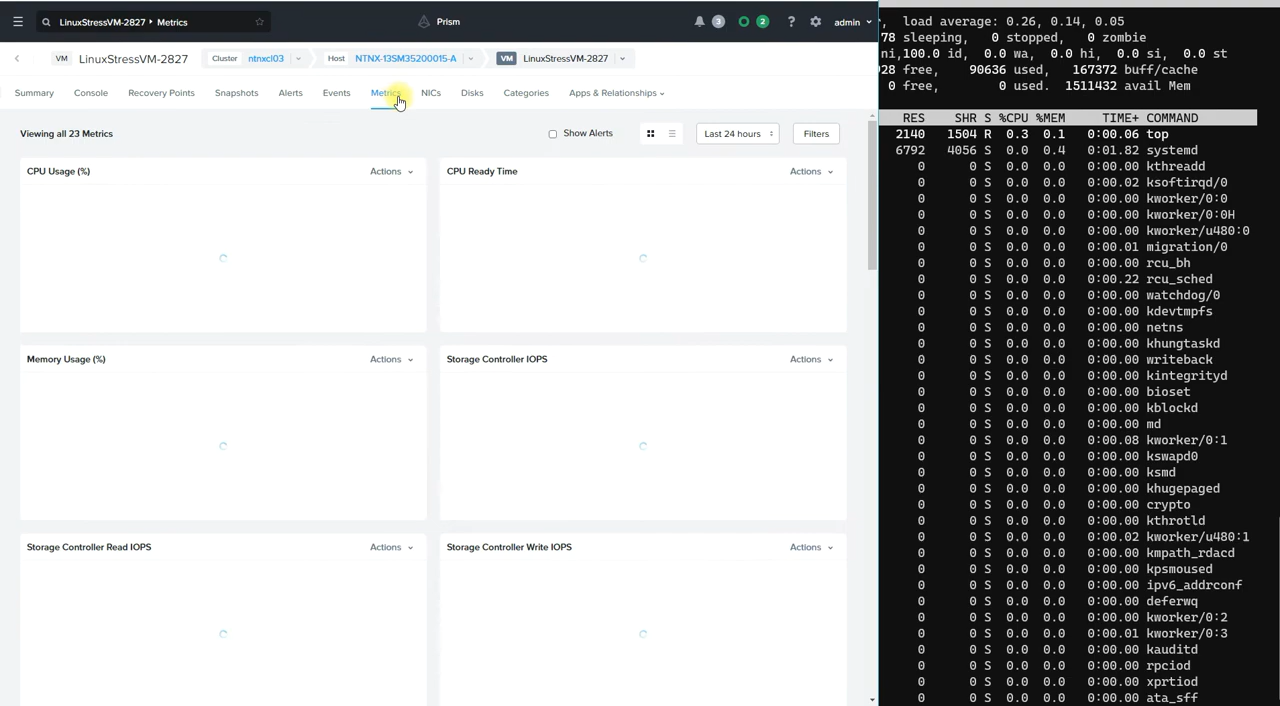 LinuxStressVM-2827 ▸ Metrics
Prism
3
2
?
admin
VM LinuxStressVM-2827 Cluster ntnxcl03 Host NTNX-13SM35200015-A VM LinuxStressVM-2827
Summary Console Recovery Points Snapshots Alerts Events Metrics NICs Disks Categories Apps & Relationships
Viewing all 23 Metrics
Show Alerts
Last 24 hours
Filters
CPU Usage (%) Actions
CPU Ready Time Actions
Memory Usage (%) Actions
Storage Controller IOPS Actions
Storage Controller Read IOPS Actions
Storage Controller Write IOPS Actions
, load average: 0.26, 0.14, 0.05
78 sleeping, 0 stopped, 0 zombie
ni,100.0 id, 0.0 wa, 0.0 hi, 0.0 si, 0.0 st
28 free, 90636 used, 167372 buff/cache
0 free, 0 used. 1511432 avail Mem
RES SHR S %CPU %MEM TIME+ COMMAND
2140 1504 R 0.3 0.1 0:00.06 top
6792 4056 S 0.0 0.4 0:01.82 systemd
0 0 S 0.0 0.0 0:00.00 kthreadd
0 0 S 0.0 0.0 0:00.02 ksoftirqd/0
0 0 S 0.0 0.0 0:00.00 kworker/0:0
0 0 S 0.0 0.0 0:00.00 kworker/0:0H
0 0 S 0.0 0.0 0:00.00 kworker/u480:0
0 0 S 0.0 0.0 0:00.01 migration/0
0 0 S 0.0 0.0 0:00.00 rcu_bh
0 0 S 0.0 0.0 0:00.22 rcu_sched
0 0 S 0.0 0.0 0:00.00 watchdog/0
0 0 S 0.0 0.0 0:00.00 kdevtmpfs
0 0 S 0.0 0.0 0:00.00 netns
0 0 S 0.0 0.0 0:00.00 khungtaskd
0 0 S 0.0 0.0 0:00.00 writeback
0 0 S 0.0 0.0 0:00.00 kintegrityd
0 0 S 0.0 0.0 0:00.00 bioset
0 0 S 0.0 0.0 0:00.00 kblockd
0 0 S 0.0 0.0 0:00.00 md
0 0 S 0.0 0.0 0:00.08 kworker/0:1
0 0 S 0.0 0.0 0:00.00 kswapd0
0 0 S 0.0 0.0 0:00.00 ksmd
0 0 S 0.0 0.0 0:00.00 khugepaged
0 0 S 0.0 0.0 0:00.00 crypto
0 0 S 0.0 0.0 0:00.00 kthrotld
0 0 S 0.0 0.0 0:00.02 kworker/u480:1
0 0 S 0.0 0.0 0:00.00 kmpath_rdacd
0 0 S 0.0 0.0 0:00.00 kpsmoused
0 0 S 0.0 0.0 0:00.00 ipv6_addrconf
0 0 S 0.0 0.0 0:00.00 deferwq
0 0 S 0.0 0.0 0:00.00 kworker/0:2
0 0 S 0.0 0.0 0:00.01 kworker/0:3
0 0 S 0.0 0.0 0:00.00 kauditd
0 0 S 0.0 0.0 0:00.00 rpciod
0 0 S 0.0 0.0 0:00.00 xprtiod
0 0 S 0.0 0.0 0:00.00 ata_sff